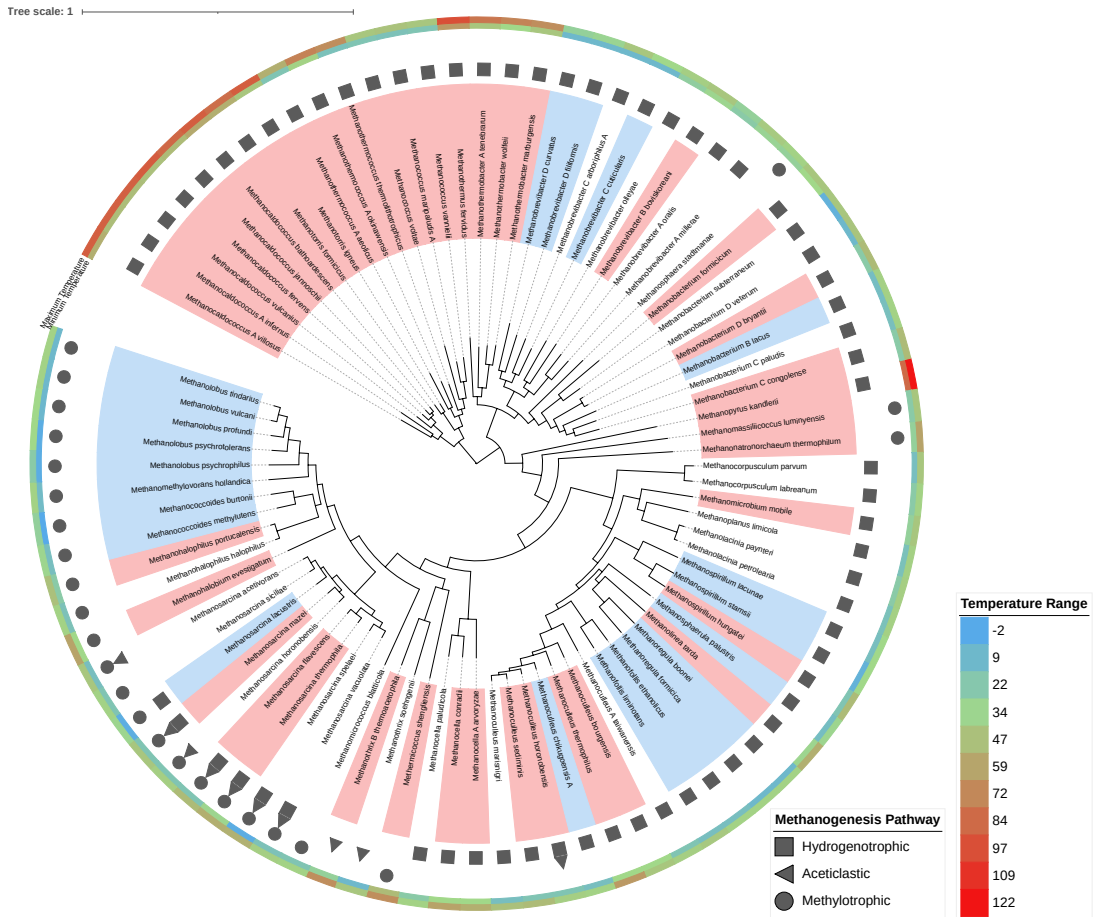 Tree scale: 1
Maximum Temperature
Minimum Temperature
Methanocaldococcus A villosus
Methanocaldococcus A infernus
Methanocaldococcus vulcanius
Methanocaldococcus fervens
Methanocaldococcus jannaschii
Methanocaldococcus bathoardescens
Methanotorris formicicus
Methanotorris igneus
Methanothermococcus A aeolicus
Methanothermococcus A okinawensis
Methanothermococcus thermolithotrophicus
Methanococcus voltae
Methanococcus maripaludis A
Methanococcus vannielii
Methanothermus fervidus
Methanothermobacter A tenebrarum
Methanothermobacter wolfeii
Methanothermobacter marburgensis
Methanobrevibacter D curvatus
Methanobrevibacter D filiformis
Methanobrevibacter C arboriphilus A
Methanobrevibacter C cuticularis
Methanobrevibacter olleyae
Methanobrevibacter B boviskoreani
Methanobrevibacter A oralis
Methanobrevibacter A millerae
Methanosphaera stadtmanae
Methanobacterium formicicum
Methanobacterium subterraneum
Methanobacterium D veterum
Methanobacterium D bryantii
Methanobacterium B lacus
Methanobacterium C paludis
Methanobacterium C congolense
Methanopyrus kandlerii
Methanomassiliicoccus luminyensis
Methanonatronorchaeum thermophilum
Methanocorpusculum parvum
Methanocorpusculum labreanum
Methanomicrobium mobile
Methanoplanus limicola
Methanolacinia paynteri
Methanolacinia petrolearia
Methanospirillum lacunae
Methanospirillum stamsii
Methanospirillum hungatei
Methanosphaerula palustris
Methanolinea tarda
Methanoregula boonei
Methanoregula formicica
Methanofollis ethanolicus
Methanofollis liminatans
Methanoculleus A taiwanensis
Methanoculleus bourgensis
Methanoculleus thermophilus
Methanoculleus chikugoensis A
Methanoculleus horonobensis
Methanoculleus sediminis
Methanoculleus marisnigri
Methanocella A arvoryzae
Methanocella conradii
Methanocella paludicola
Methermicoccus shengliensis
Methanothrix soehngenii
Methanothrix B thermoacetophila
Methanomicrococcus blatticola
Methanosarcina vacuolata
Methanosarcina spelaei
Methanosarcina thermophila
Methanosarcina flavescens
Methanosarcina horonobensis
Methanosarcina mazei
Methanosarcina lacustris
Methanosarcina siciliae
Methanosarcina acetivorans
Methanohalobium evestigatum
Methanohalophilus halophilus
Methanohalophilus portucalensis
Methanococcoides methylutens
Methanococcoides burtonii
Methanomethylovorans hollandica
Methanolobus psychrophilus
Methanolobus psychrotolerans
Methanolobus profundi
Methanolobus vulcani
Methanolobus tindarius
Temperature Range
-2
9
22
34
47
59
72
84
97
109
122
Methanogenesis Pathway
Hydrogenotrophic
Aceticlastic
Methylotrophic